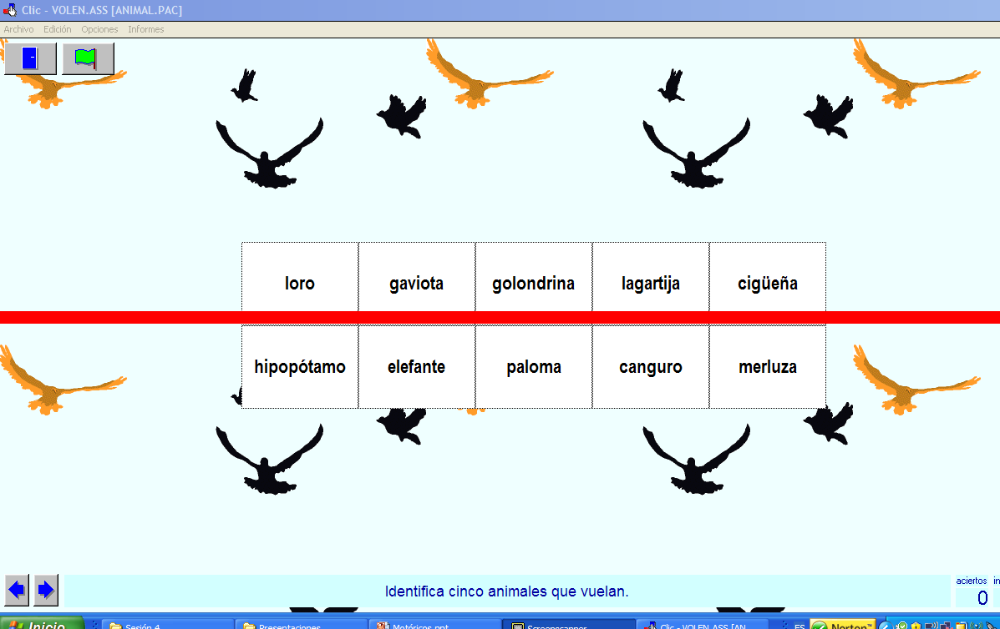 Clic - VOLEN.ASS [ANIMAL.PAC]
Archivo Edición Opciones Informes
loro gaviota golondrina lagartija cigüeña
hipopótamo elefante paloma canguro merluza
Identifica cinco animales que vuelan.
aciertos in
0
Inicio Sesión 4 Presentaciones Motóricos.ppt Screenscanner Clic - VOLEN.ASS [AN ES Norton™